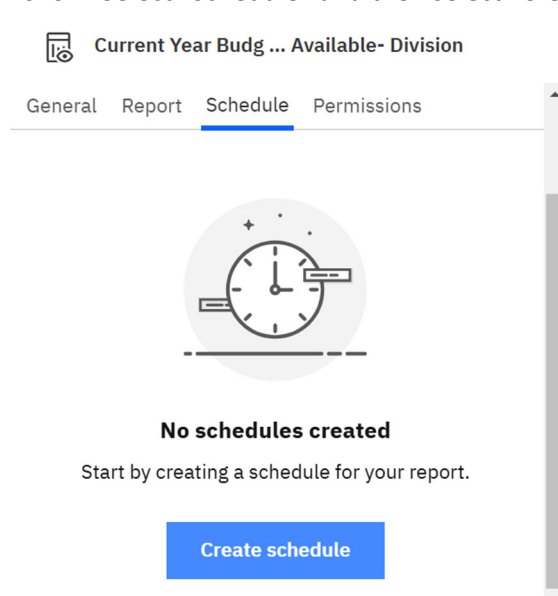 Current Year Budg ... Available- Division
General Report Schedule Permissions
No schedules created
Start by creating a schedule for your report.
Create schedule